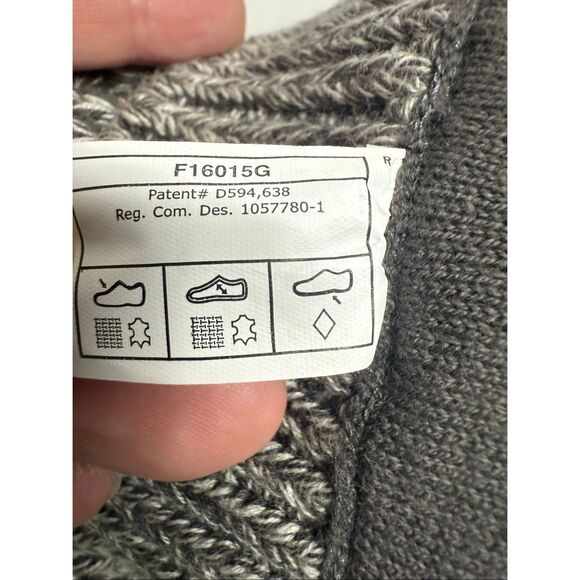 F16015G
R
Patent# D594,638
Reg. Com. Des. 1057780-1